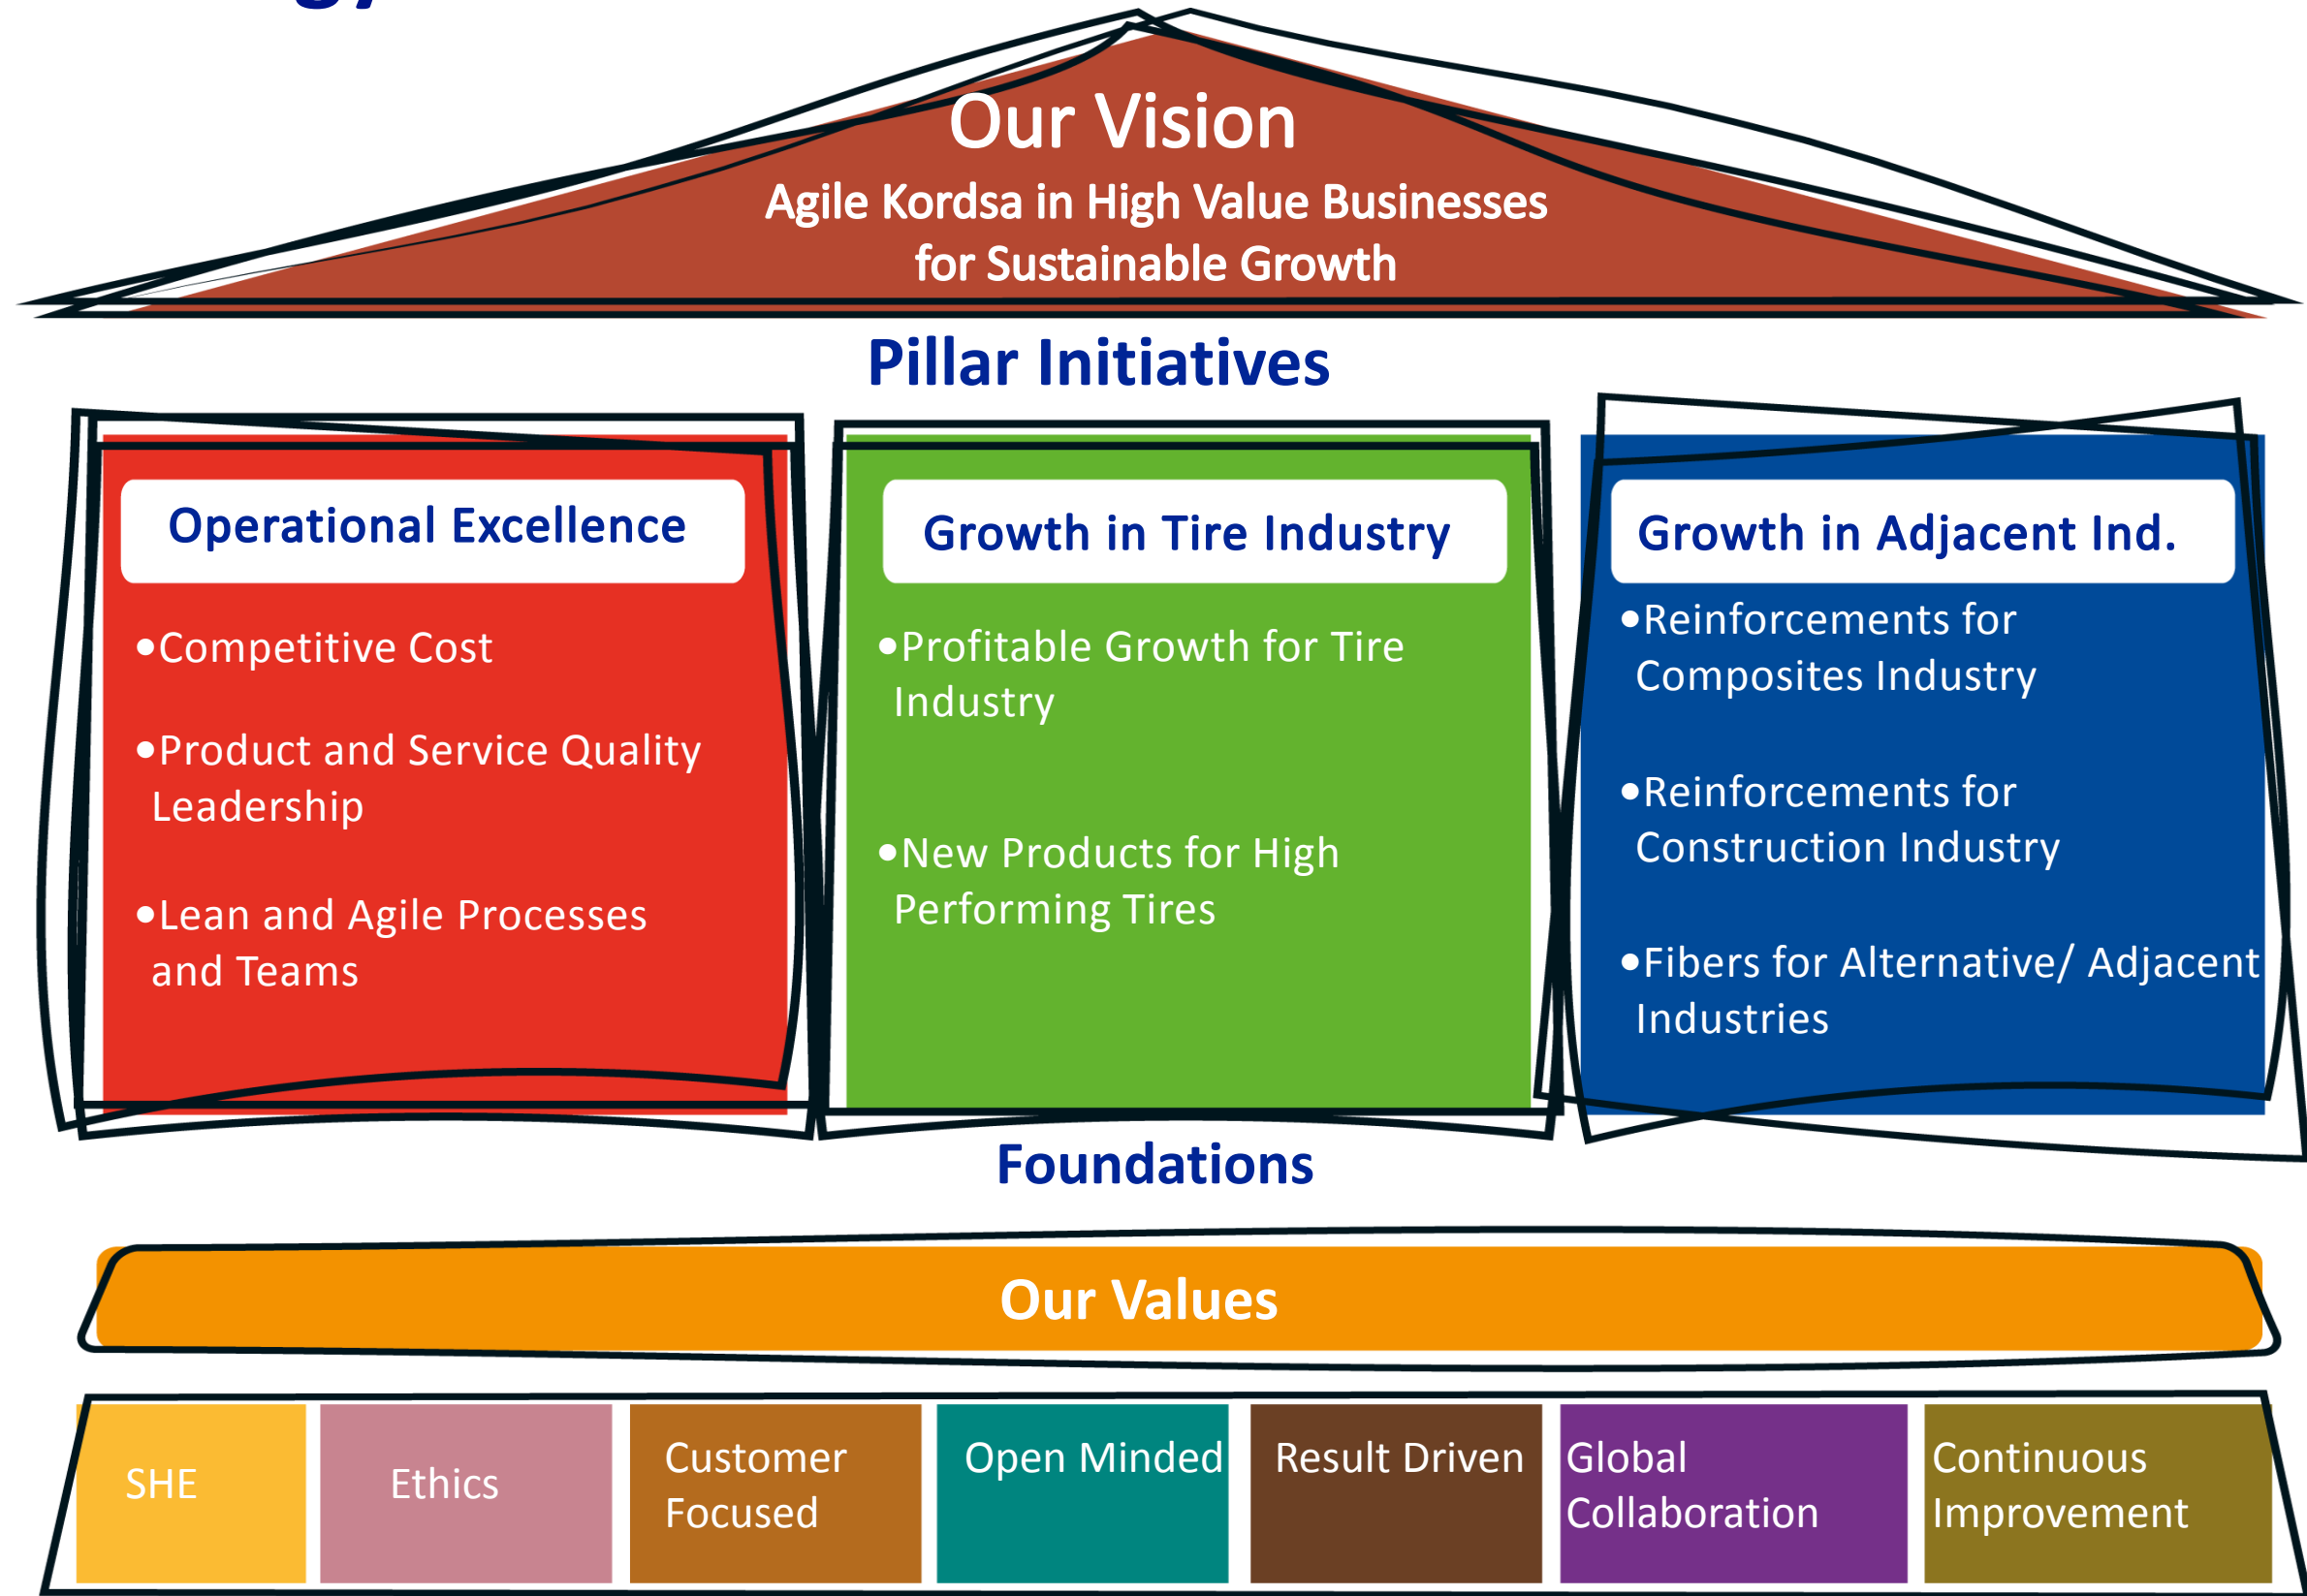 Our Vision
Agile Kordsa in High Value Businesses
for Sustainable Growth
Pillar Initiatives
Operational Excellence
•Competitive Cost
•Product and Service Quality
Leadership
•Lean and Agile Processes
and Teams
Growth in Tire Industry
•Profitable Growth for Tire
Industry
•New Products for High
Performing Tires
Growth in Adjacent Ind.
•Reinforcements for
Composites Industry
•Reinforcements for
Construction Industry
•Fibers for Alternative/ Adjacent
Industries
Foundations
Our Values
SHE
Ethics
Customer
Focused
Open Minded
Result Driven
Global
Collaboration
Continuous
Improvement